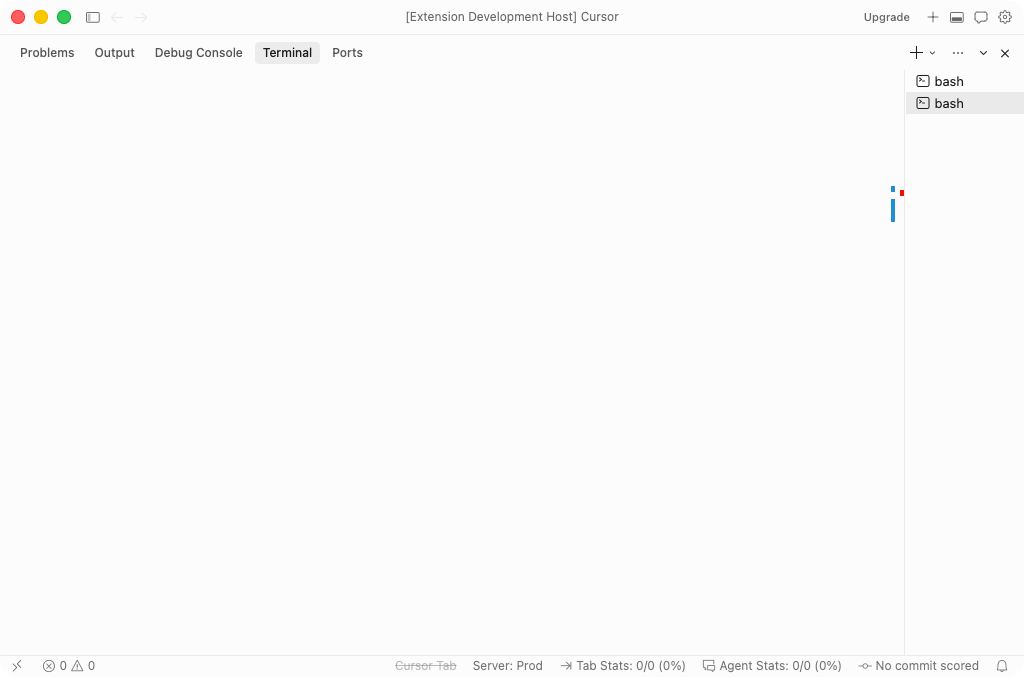 [Extension Development Host] Cursor
Upgrade
Problems Output Debug Console Terminal Ports
bash
bash
0 0 Cursor Tab Server: Prod Tab Stats: 0/0 (0%) Agent Stats: 0/0 (0%) No commit scored